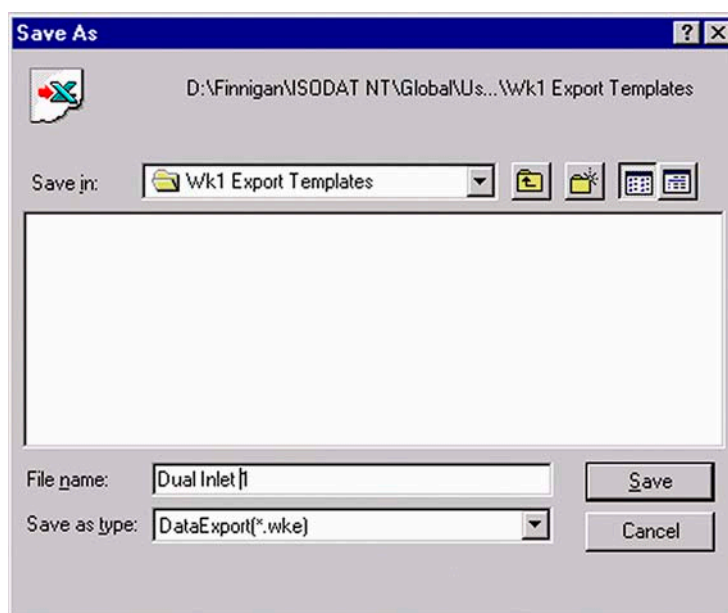 Save As
D:\Finnigan\ISODAT NT\Global\Us...\Wk1 Export Templates
Save in: Wk1 Export Templates
File name: Dual Inlet 1 Save
Save as type: DataExport(*.wke) Cancel